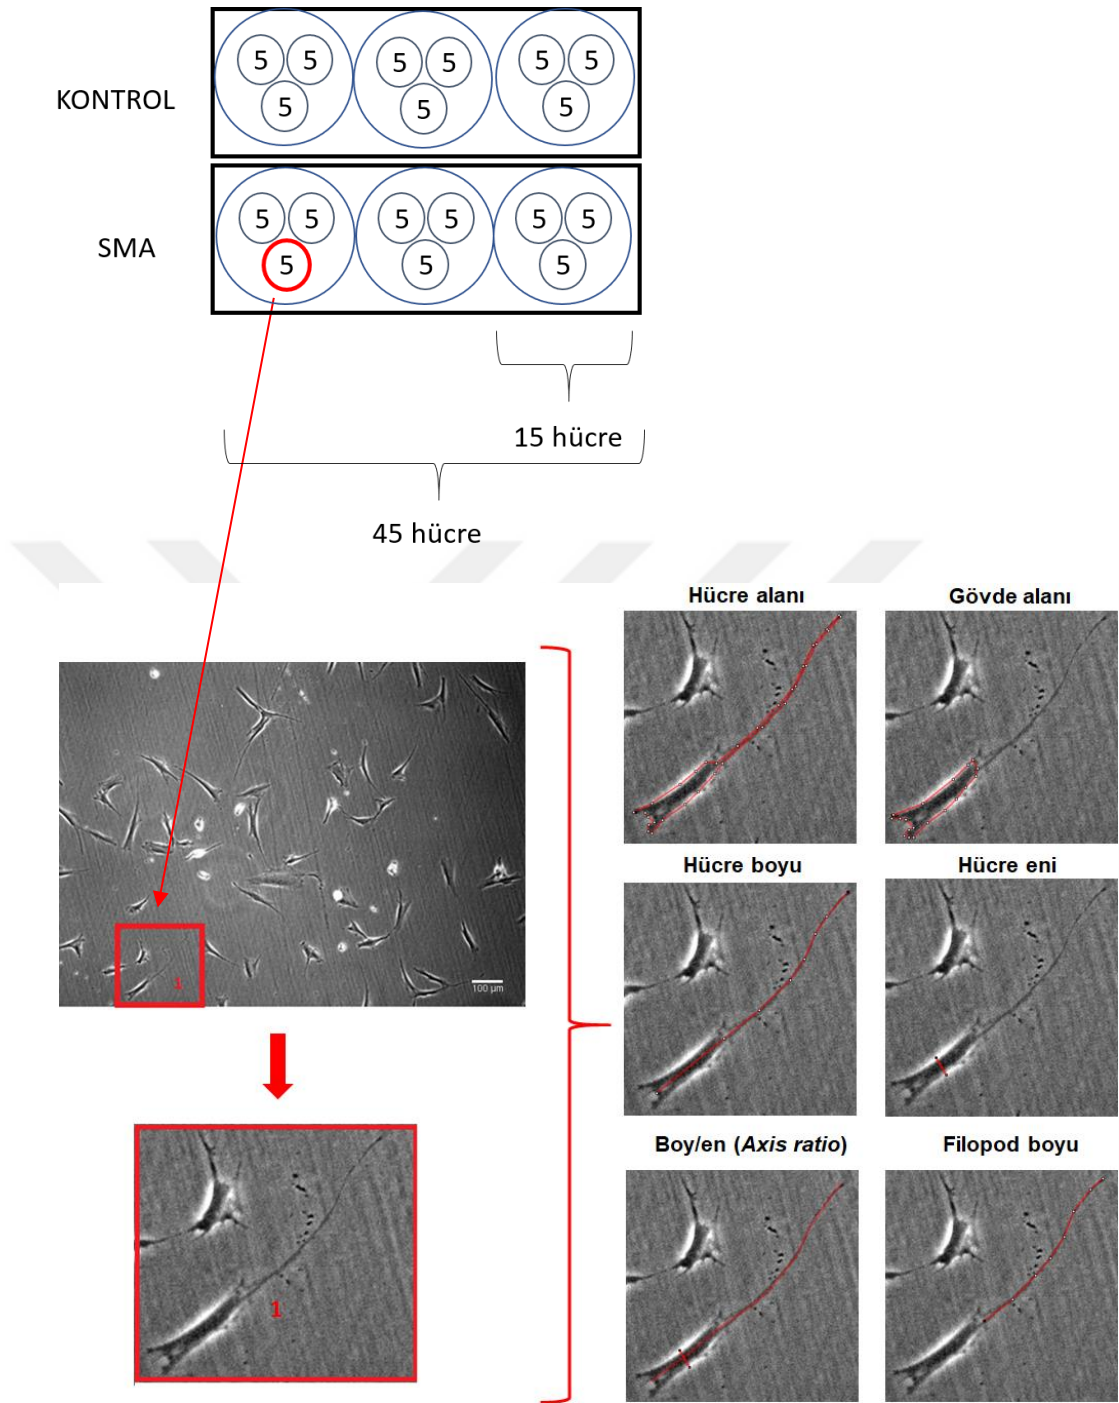 KONTROL
5 5 5 5 5 5
5 5 5
SMA
5 5 5 5 5 5
5 5 5
15 hücre
45 hücre
Hücre alanı
Gövde alanı
Hücre boyu
Hücre eni
1
100 µm
Boy/en (Axis ratio)
Filopod boyu
1